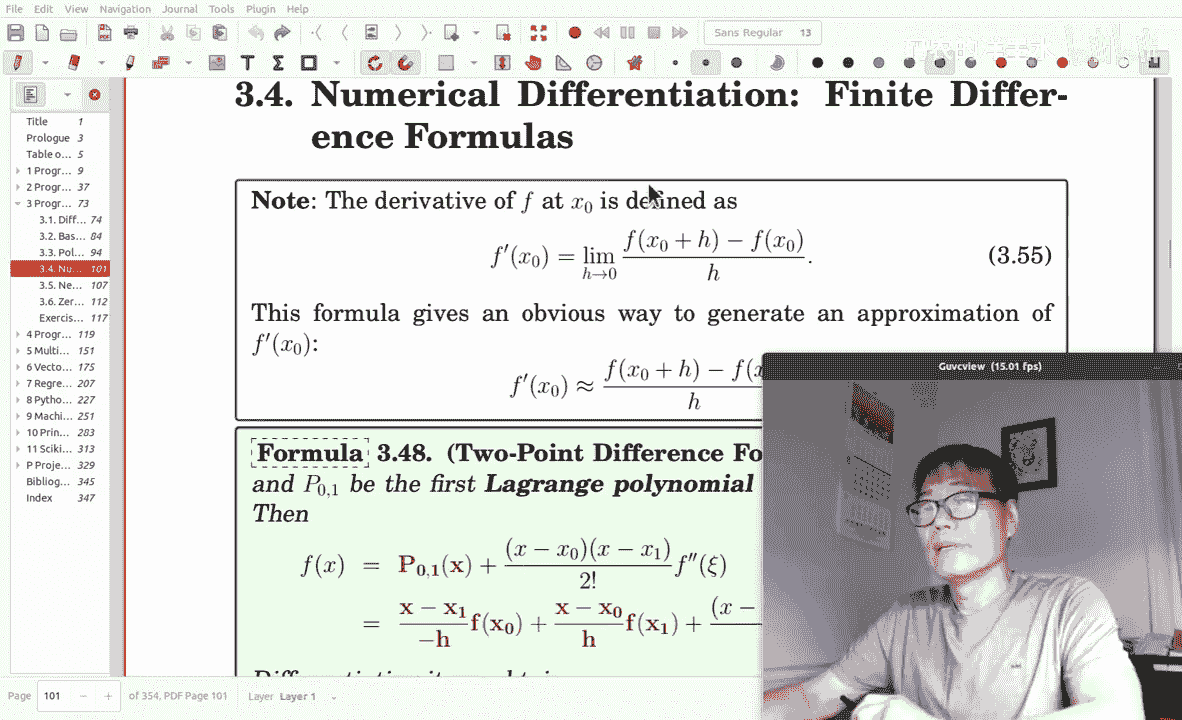 File Edit View Navigation Journal Tools Plugin Help
Sans Regular 13
Title 1
Prologue 3
Table o... 5
1 Progr... 9
2 Progr... 37
3 Progr... 73
3.1. Diff... 74
3.2. Bas... 84
3.3. Pol... 94
3.4. Nu... 101
3.5. Ne... 107
3.6. Zer... 112
Exercis... 117
4 Progr... 119
5 Multi... 151
6 Vecto... 175
7 Regre... 207
8 Pytho... 227
9 Machi... 251
10 Prin... 283
11 Sciki... 313
P Proje... 329
Bibliog... 345
Index 347
3.4. Numerical Differentiation: Finite Differ-
ence Formulas
Note: The derivative of f at x₀ is defined as
f′(x₀) = lim h→0 f(x₀ + h) − f(x₀) / h . (3.55)
This formula gives an obvious way to generate an approximation of
f′(x₀):
f′(x₀) ≈ f(x₀ + h) − f(x / h
Formula 3.48. (Two-Point Difference Fo
and P₀,₁ be the first Lagrange polynomial
Then
f(x) = P₀,₁(x) + (x − x₀)(x − x₁) / 2! f″(ξ)
= x − x₁ / −h f(x₀) + x − x₀ / h f(x₁) + (x −
Guvcview (15.01 fps)
Page 101 − + of 354, PDF Page 101 Layer Layer 1